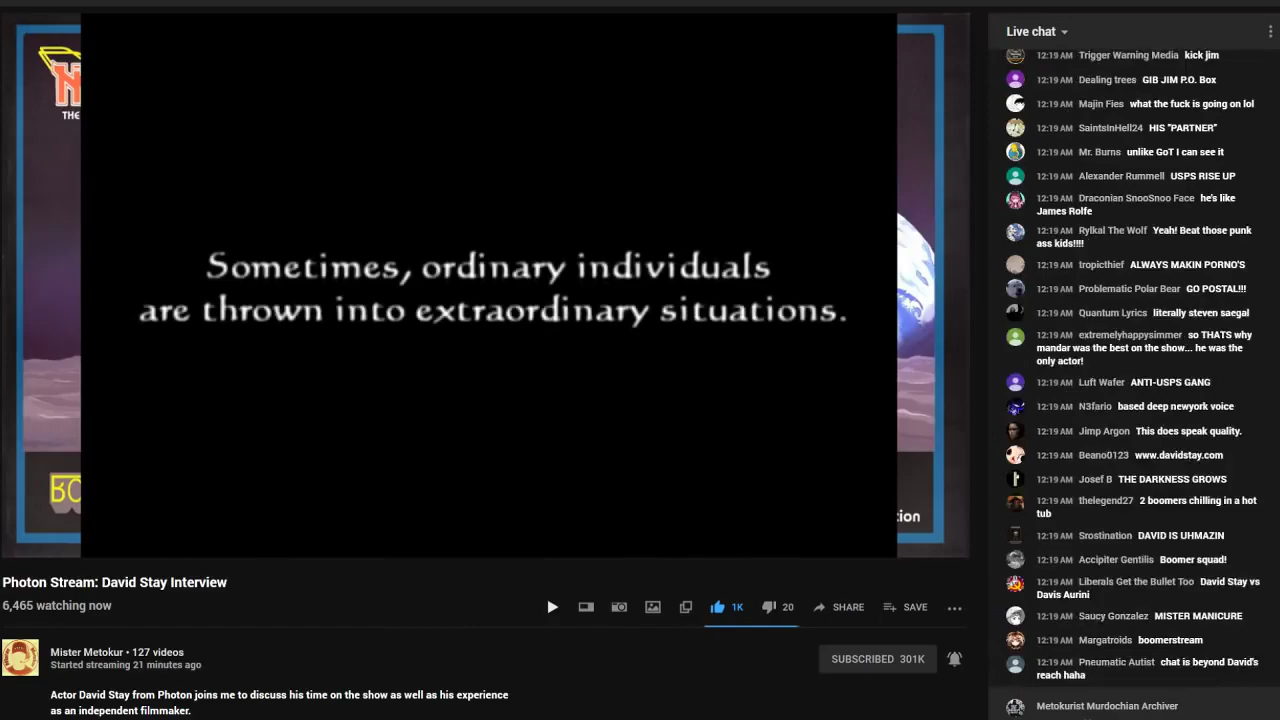 THE
Sometimes, ordinary individuals
are thrown into extraordinary situations.
Photon Stream: David Stay Interview
6,465 watching now
1K
20
SHARE
SAVE
Mister Metokur • 127 videos
Started streaming 21 minutes ago
SUBSCRIBED 301K
Actor David Stay from Photon joins me to discuss his time on the show as well as his experience
as an independent filmmaker.
Live chat
12:19 AM Trigger Warning Media kick jim
Dealing trees GIB JIM P.O. Box
12:19 AM Majin Fies what the fuck is going on lol
12:19 AM SaintsInHell24 HIS "PARTNER"
12:19 AM Mr. Burns unlike GoT I can see it
12:19 AM Alexander Rummell USPS RISE UP
12:19 AM Draconian SnooSnoo Face he's like
James Rolfe
12:19 AM Rylkal The Wolf Yeah! Beat those punk
ass kids!!!!
12:19 AM tropicthief ALWAYS MAKIN PORNO'S
12:19 AM Problematic Polar Bear GO POSTAL!!!
12:19 AM Quantum Lyrics literally steven saegal
12:19 AM extremelyhappysimmer so THATS why
mandar was the best on the show... he was the
only actor!
12:19 AM Luft Wafer ANTI-USPS GANG
12:19 AM N3fario based deep newyork voice
12:19 AM Jimp Argon This does speak quality.
12:19 AM Beano0123 www.davidstay.com
12:19 AM Josef B THE DARKNESS GROWS
12:19 AM thelegend27 2 boomers chilling in a hot
tub
12:19 AM Srostination DAVID IS UHMAZIN
12:19 AM Accipiter Gentilis Boomer squad!
12:19 AM Liberals Get the Bullet Too David Stay vs
Davis Aurini
12:19 AM Saucy Gonzalez MISTER MANICURE
12:19 AM Margatroids boomerstream
12:19 AM Pneumatic Autist chat is beyond David's
reach haha
Metokurist Murdochian Archiver